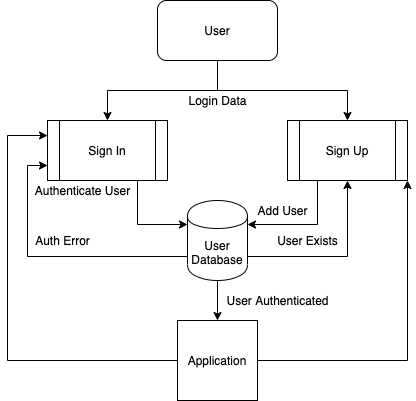 User
Login Data
Sign In
Sign Up
Authenticate User
Add User
Auth Error
User
Database
User Exists
User Authenticated
Application